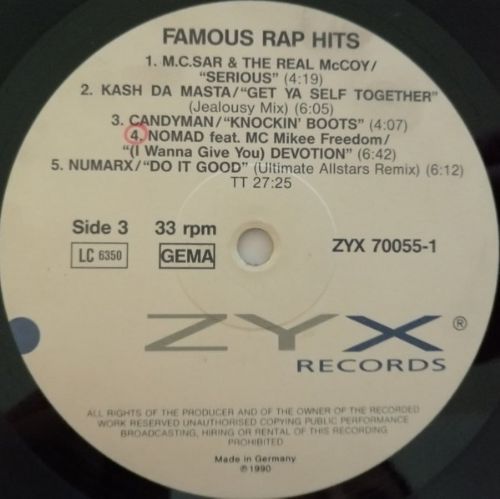 FAMOUS RAP HITS
1. M.C.SAR & THE REAL McCOY/
"SERIOUS" (4:19)
2. KASH DA MASTA/"GET YA SELF TOGETHER"
(Jealousy Mix) (6:05)
3. CANDYMAN/"KNOCKIN' BOOTS" (4:07)
4. NOMAD feat. MC Mikee Freedom/
"(I Wanna Give You) DEVOTION" (6:42)
5. NUMARX/"DO IT GOOD" (Ultimate Allstars Remix) (6:12)
TT 27:25
Side 3 33 rpm
LC 6350 GEMA ZYX 70055-1
ZYX ®
RECORDS
ALL RIGHTS OF THE PRODUCER AND OF THE OWNER OF THE RECORDED
WORK RESERVED UNAUTHORISED COPYING PUBLIC PERFORMANCE
BROADCASTING, HIRING OR RENTAL OF THIS RECORDING
PROHIBITED
Made in Germany
℗ 1990